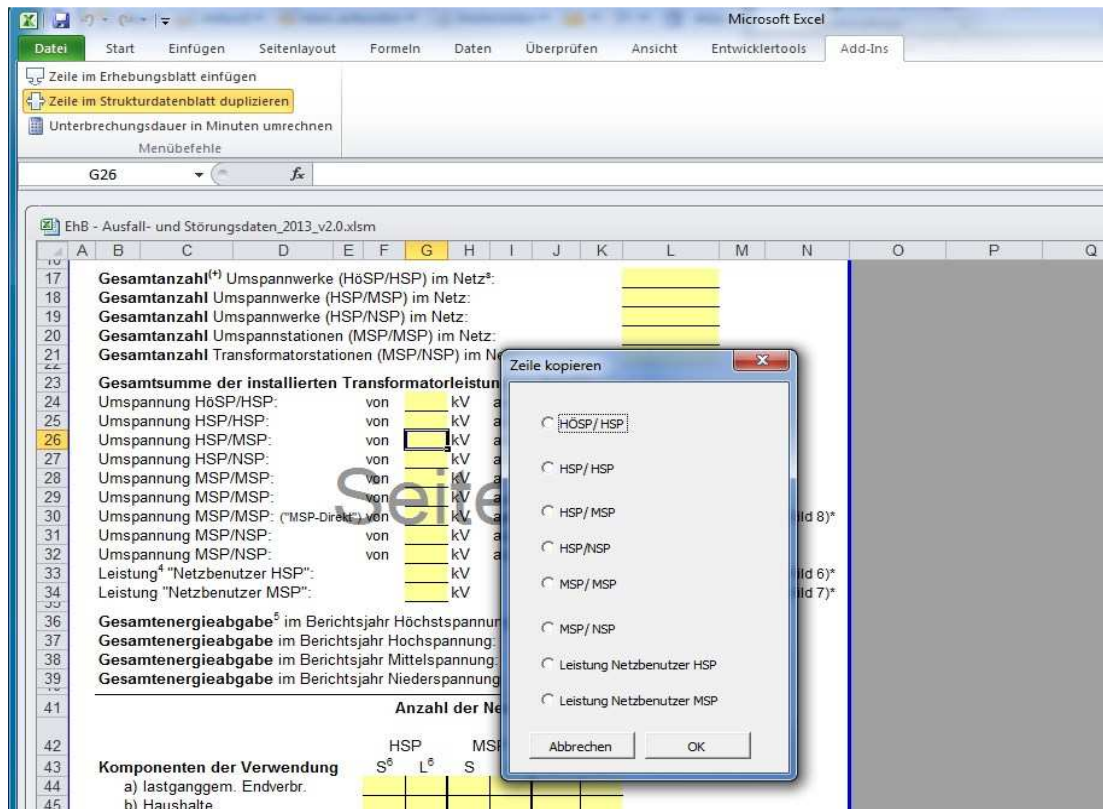 Microsoft Excel
Datei Start Einfügen Seitenlayout Formeln Daten Überprüfen Ansicht Entwicklertools Add-Ins
Zeile im Erhebungsblatt einfügen
Zeile im Strukturdatenblatt duplizieren
Unterbrechungsdauer in Minuten umrechnen
Menübefehle
G26 fx
EhB - Ausfall- und Störungsdaten_2013_v2.0.xlsm
A B C D E F G H I J K L M N O P Q
17 Gesamtanzahl(+) Umspannwerke (HöSP/HSP) im Netz³:
18 Gesamtanzahl Umspannwerke (HSP/MSP) im Netz:
19 Gesamtanzahl Umspannwerke (HSP/NSP) im Netz:
20 Gesamtanzahl Umspannstationen (MSP/MSP) im Netz:
21 Gesamtanzahl Transformatorstationen (MSP/NSP) im
22
23 Gesamtsumme der installierten
24 Umspannung HöSP/HSP: von kV
25 Umspannung HSP/HSP: von kV
26 Umspannung HSP/MSP: von kV
27 Umspannung HSP/NSP: von kV
28 Umspannung MSP/MSP: von kV
29 Umspannung MSP/MSP: von kV
30 Umspannung MSP/MSP: ("MSP-Direkt") von kV 8)*
31 Umspannung MSP/NSP: von kV
32 Umspannung MSP/NSP: von kV
33 Leistung⁴ "Netzbenutzer HSP": kV 6)*
34 Leistung "Netzbenutzer MSP": kV 7)*
35
36 Gesamtenergieabgabe⁵ im Berichtsjahr
37 Gesamtenergieabgabe im Berichtsjahr Hochspannung:
38 Gesamtenergieabgabe im Berichtsjahr Mittelspannung:
39 Gesamtenergieabgabe im Berichtsjahr Niederspannung
41 Anzahl der
42 HSP
43 Komponenten der Verwendung S⁶ L⁶ S
44 a) lastganggem. Endverbr.
45 b) Haushalte
Seite
Zeile kopieren
HÖSP/ HSP
HSP/ HSP
HSP/ MSP
HSP/NSP
MSP/ MSP
MSP/ NSP
Leistung Netzbenutzer HSP
Leistung Netzbenutzer MSP
Abbrechen OK